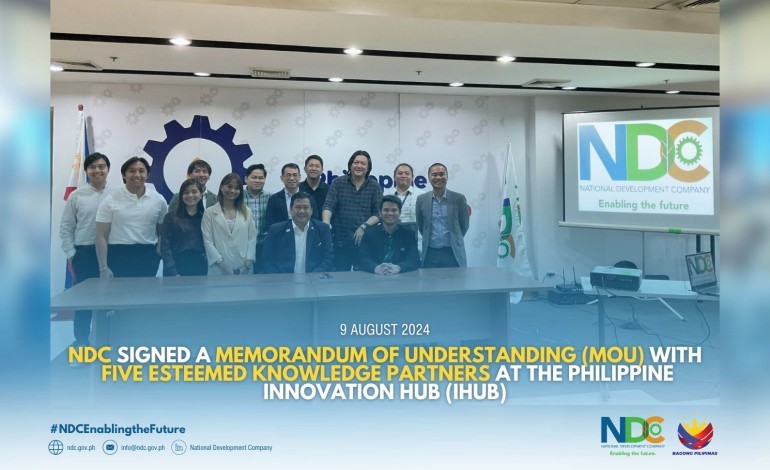 Philippine
NDC
NATIONAL DEVELOPMENT COMPANY
Enabling the future
9 AUGUST 2024
NDC SIGNED A MEMORANDUM OF UNDERSTANDING (MOU) WITH
FIVE ESTEEMED KNOWLEDGE PARTNERS AT THE PHILIPPINE
INNOVATION HUB (IHUB)
#NDCEnablingtheFuture
ndc.gov.ph
info@ndc.gov.ph
National Development Company
NDC
NATIONAL DEVELOPMENT COMPANY
Enabling the future.
BAGONG PILIPINAS